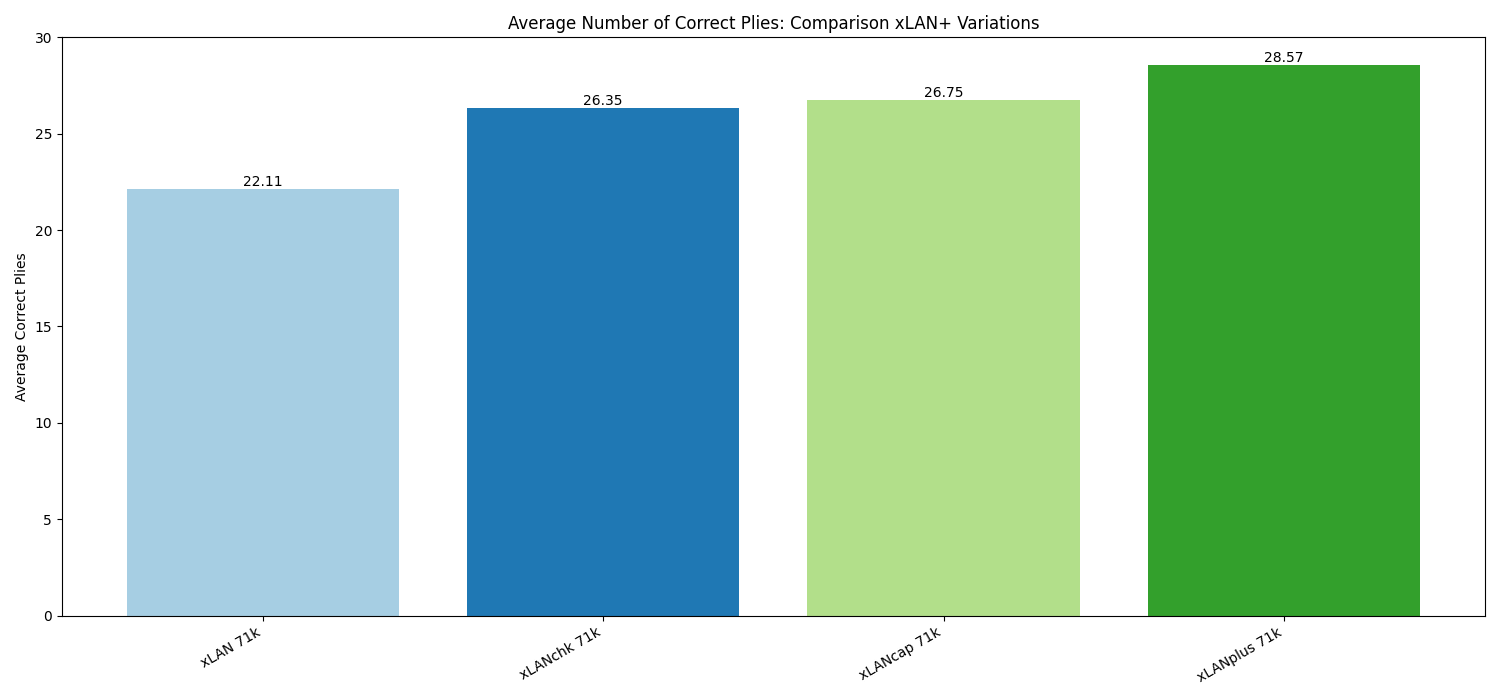 Average Number of Correct Plies: Comparison xLAN+ Variations
Average Correct Plies
30
25
20
15
10
5
0
22.11
26.35
26.75
28.57
xLAN 71k
xLANchk 71k
xLANcap 71k
xLANplus 71k